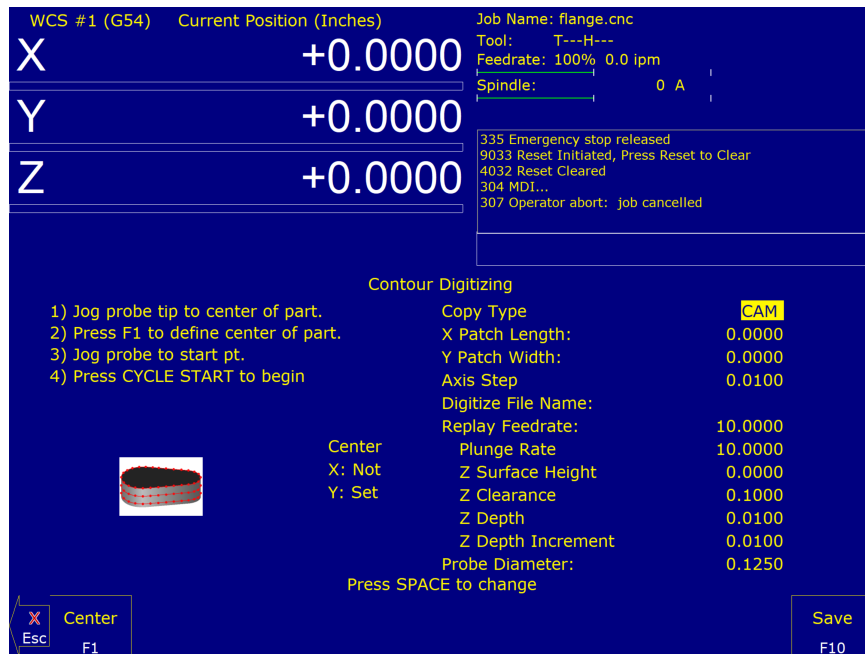 WCS #1 (G54) Current Position (Inches)
X +0.0000
Y +0.0000
Z +0.0000
Job Name: flange.cnc
Tool: T---H---
Feedrate: 100% 0.0 ipm
Spindle: 0 A
335 Emergency stop released
9033 Reset Initiated, Press Reset to Clear
4032 Reset Cleared
304 MDI...
307 Operator abort: job cancelled
Contour Digitizing
1) Jog probe tip to center of part.
2) Press F1 to define center of part.
3) Jog probe to start pt.
4) Press CYCLE START to begin
Center
X: Not
Y: Set
Copy Type CAM
X Patch Length: 0.0000
Y Patch Width: 0.0000
Axis Step 0.0100
Digitize File Name:
Replay Feedrate: 10.0000
Plunge Rate 10.0000
Z Surface Height 0.0000
Z Clearance 0.1000
Z Depth 0.0100
Z Depth Increment 0.0100
Probe Diameter: 0.1250
Press SPACE to change
X
Esc
Center
F1
Save
F10